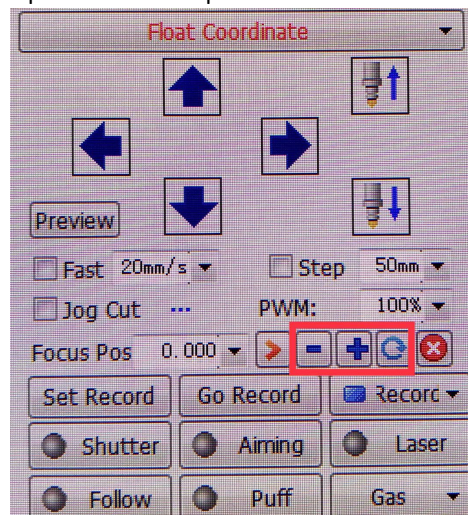 Float Coordinate
Preview
Fast 20mm/s Step 50mm
Jog Cut ... PWM: 100%
Focus Pos 0.000
Set Record Go Record Recorc
Shutter Aiming Laser
Follow Puff Gas